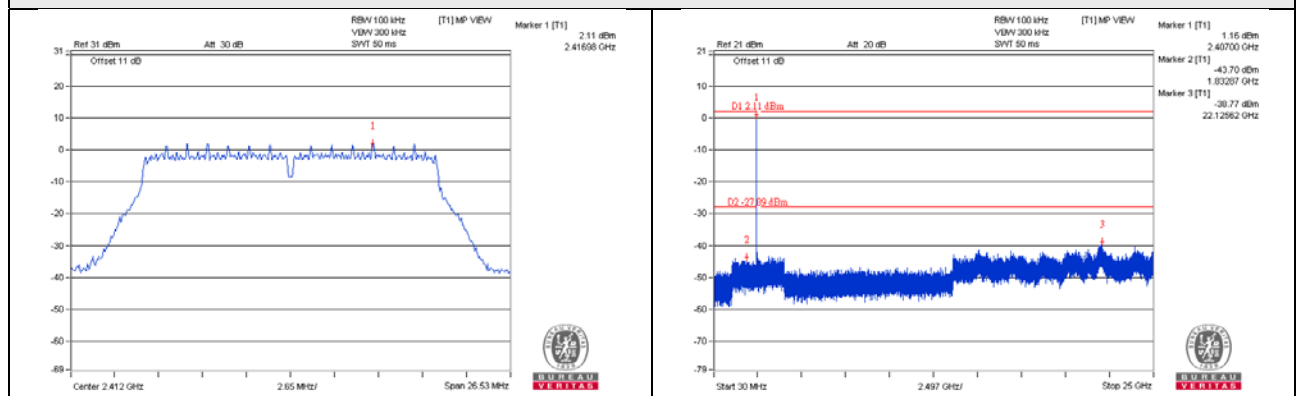 RBW 100 kHz [T1] MP VIEW
VBW 300 kHz
Ref 31 dBm Att 30 dB SWT 50 ms
Marker 1 [T1]
2.11 dBm
2.41698 GHz
31
Offset 11 dB
20
10
1
0
-10
-20
-30
-40
-50
-60
-69
Center 2.412 GHz 2.65 MHz/ Span 26.53 MHz
BUREAU
VERITAS
RBW 100 kHz [T1] MP VIEW
VBW 300 kHz
Ref 21 dBm Att 20 dB SWT 50 ms
Marker 1 [T1]
1.16 dBm
2.40700 GHz
Marker 2 [T1]
-43.70 dBm
1.83287 GHz
Marker 3 [T1]
-38.77 dBm
22.12562 GHz
21
Offset 11 dB
10
1
D1 2.11 dBm
0
-10
-20
D2 -27.89 dBm
-30
2
3
-40
-50
-60
-70
-79
Start 30 MHz 2.497 GHz/ Stop 25 GHz
BUREAU
VERITAS